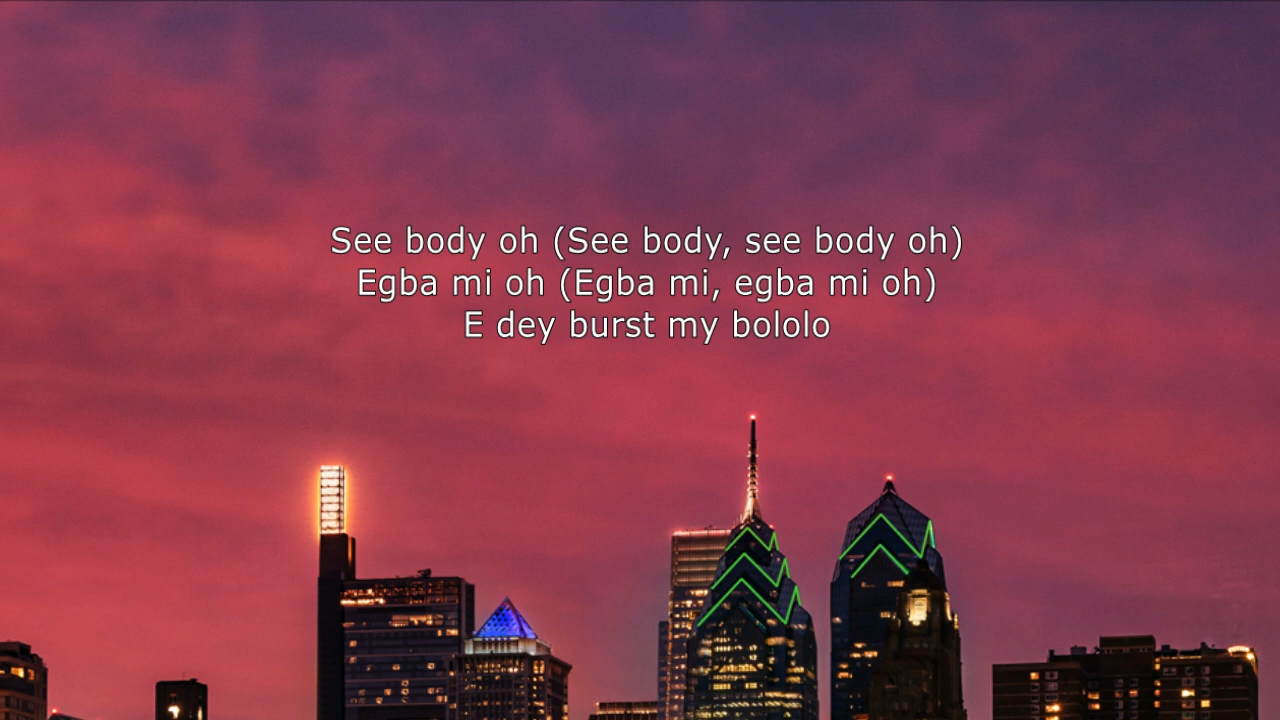 See body oh (See body, see body oh)
Egba mi oh (Egba mi, egba mi oh)
E dey burst my bololo